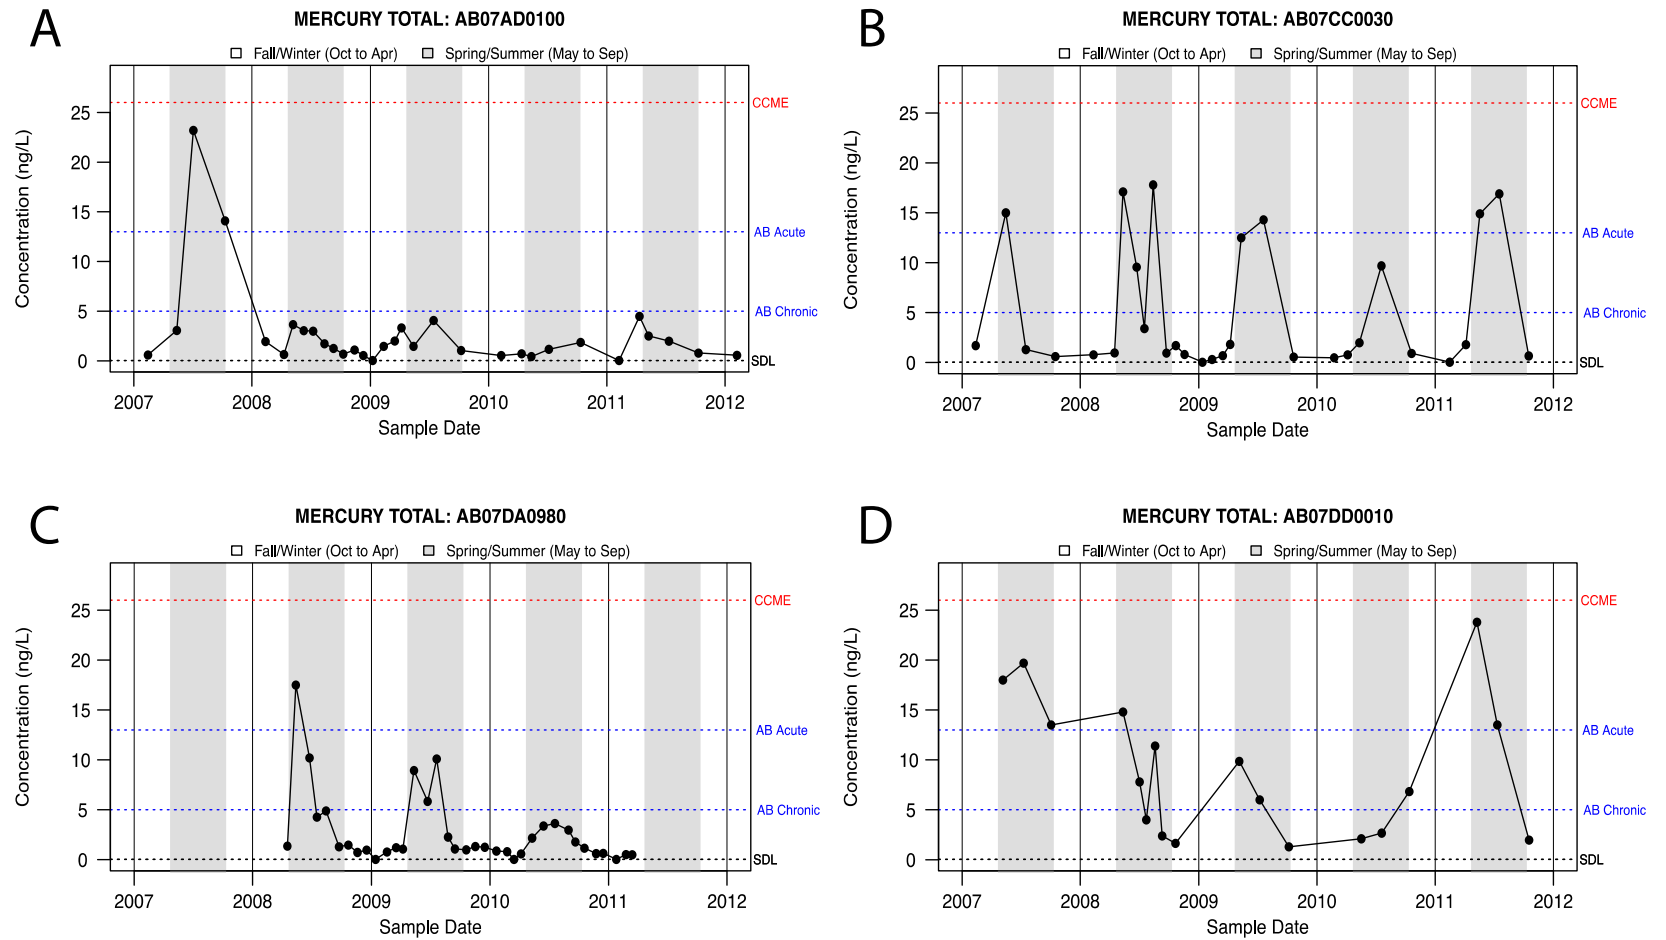 A
MERCURY TOTAL: AB07AD0100
Fall/Winter (Oct to Apr) Spring/Summer (May to Sep)
Concentration (ng/L)
25
20
15
10
5
0
CCME
AB Acute
AB Chronic
SDL
2007 2008 2009 2010 2011 2012
Sample Date
B
MERCURY TOTAL: AB07CC0030
Fall/Winter (Oct to Apr) Spring/Summer (May to Sep)
Concentration (ng/L)
25
20
15
10
5
0
CCME
AB Acute
AB Chronic
SDL
2007 2008 2009 2010 2011 2012
Sample Date
C
MERCURY TOTAL: AB07DA0980
Fall/Winter (Oct to Apr) Spring/Summer (May to Sep)
Concentration (ng/L)
25
20
15
10
5
0
CCME
AB Acute
AB Chronic
SDL
2007 2008 2009 2010 2011 2012
Sample Date
D
MERCURY TOTAL: AB07DD0010
Fall/Winter (Oct to Apr) Spring/Summer (May to Sep)
Concentration (ng/L)
25
20
15
10
5
0
CCME
AB Acute
AB Chronic
SDL
2007 2008 2009 2010 2011 2012
Sample Date